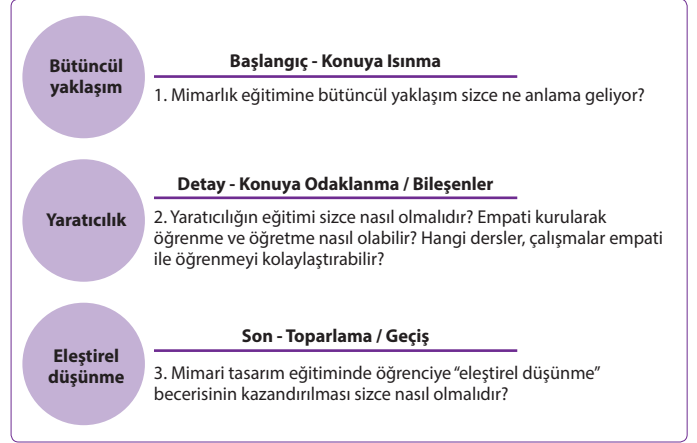 Bütüncül
yaklaşım
Başlangıç - Konuya Isınma
1. Mimarlık eğitimine bütüncül yaklaşım sizce ne anlama geliyor?
Yaratıcılık
Detay - Konuya Odaklanma / Bileşenler
2. Yaratıcılığın eğitimi sizce nasıl olmalıdır? Empati kurularak
öğrenme ve öğretme nasıl olabilir? Hangi dersler, çalışmalar empati
ile öğrenmeyi kolaylaştırabilir?
Eleştirel
düşünme
Son - Toparlama / Geçiş
3. Mimari tasarım eğitiminde öğrenciye “eleştirel düşünme”
becerisinin kazandırılması sizce nasıl olmalıdır?